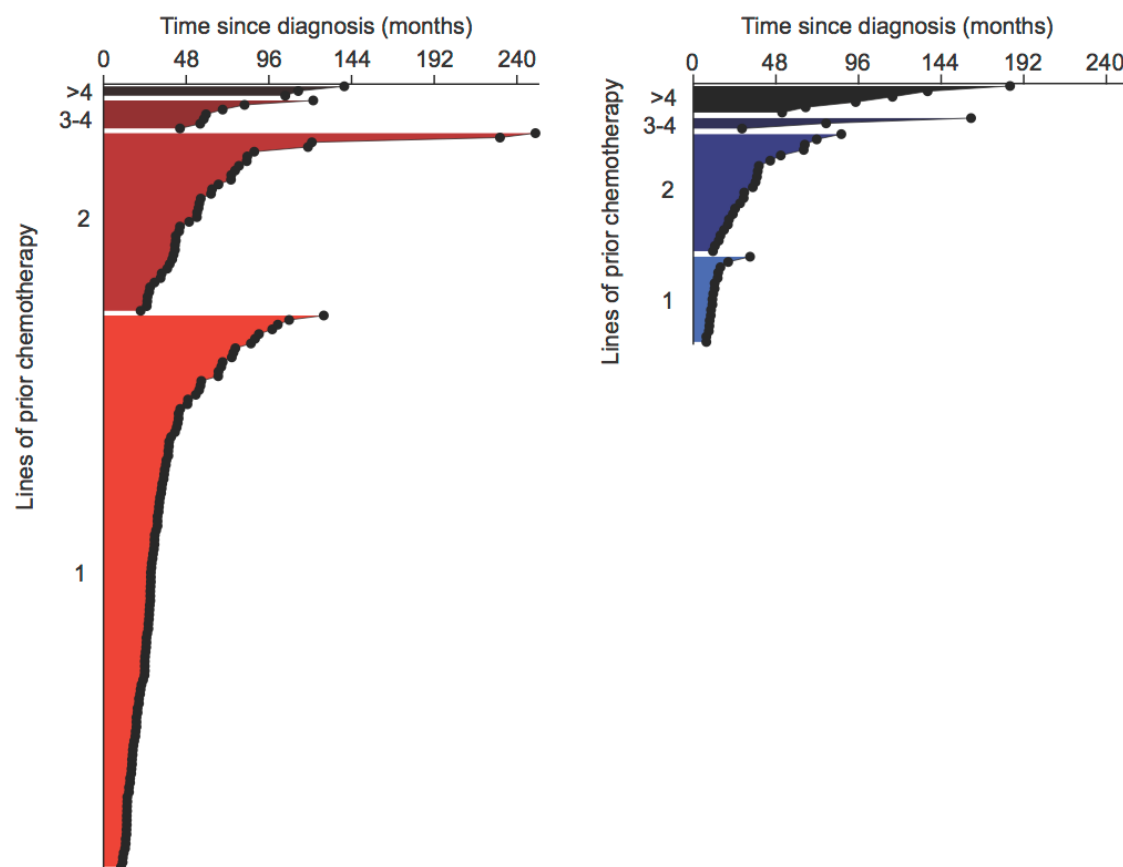 Time since diagnosis (months)
0 48 96 144 192 240
>4
3-4
2
1
Lines of prior chemotherapy
Time since diagnosis (months)
0 48 96 144 192 240
>4
3-4
2
1
Lines of prior chemotherapy